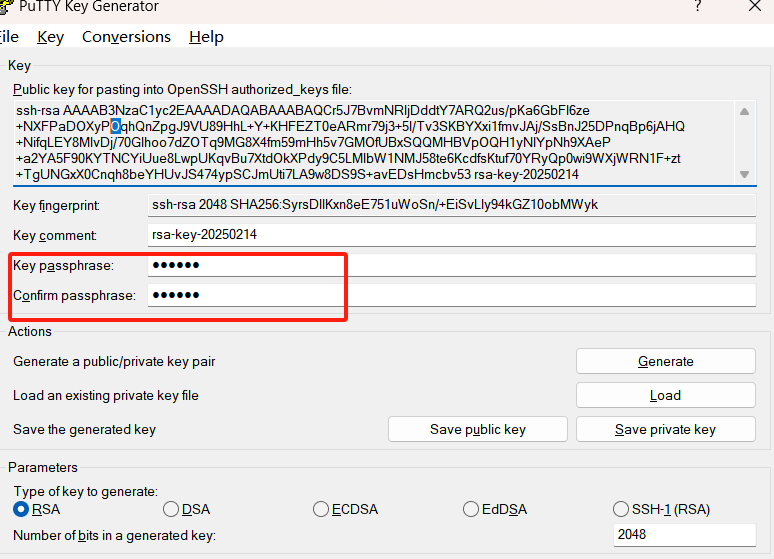 PuTTY Key Generator ?
File Key Conversions Help
Key
Public key for pasting into OpenSSH authorized_keys file:
ssh-rsa AAAAB3NzaC1yc2EAAAADAQABAAABAQCr5J7BvmNRIjDddtY7ARQ2us/pKa6GbFl6ze
+NXFPaDOXyPOqhQnZpgJ9VU89HhL+Y+KHFEZT0eARmr79j3+5l/Tv3SKBYXxi1fmvJAj/SsBnJ25DPnqBp6jAHQ
+NifqLEY8MlvDj/70Glhoo7dZOTq9MG8X4fm59mHh5v7GMOfUBxSQQMHBVpOQH1yNlYpNh9XAeP
+a2YA5F90KYTNCYiUue8LwpUKqvBu7XtdOkXPdy9C5LMlbW1NMJ58te6KcdfsKtuf70YRyQp0wi9WXjWRN1F+zt
+TgUNGxX0Cnqh8beYHUvJS474ypSCJmUti7LA9w8DS9S+avEDsHmcbv53 rsa-key-20250214
Key fingerprint: ssh-rsa 2048 SHA256:SyrsDllKxn8eE751uWoSn/+EiSvLly94kGZ10obMWyk
Key comment: rsa-key-20250214
Key passphrase: ●●●●●●
Confirm passphrase: ●●●●●●
Actions
Generate a public/private key pair Generate
Load an existing private key file Load
Save the generated key Save public key Save private key
Parameters
Type of key to generate:
RSA DSA ECDSA EdDSA SSH-1 (RSA)
Number of bits in a generated key: 2048